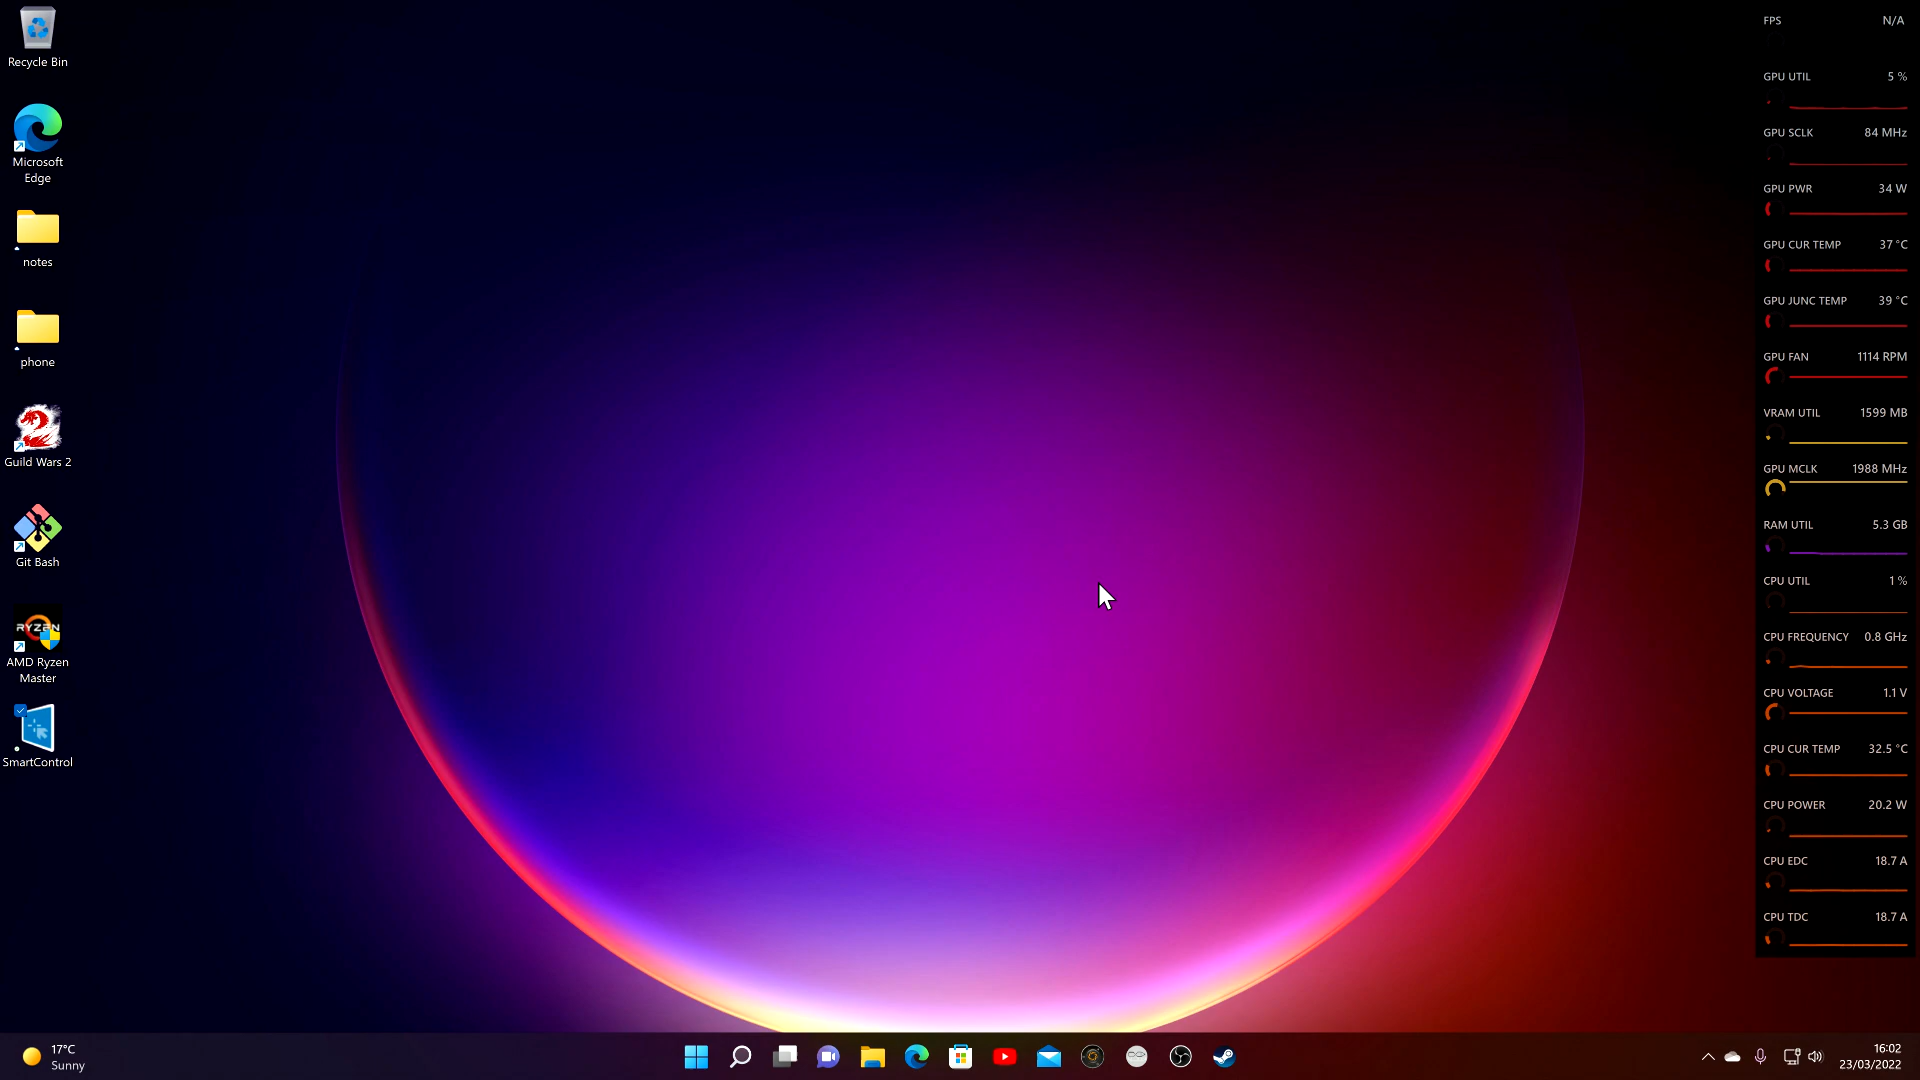 Recycle Bin
Microsoft
Edge
notes
phone
Guild Wars 2
Git Bash
RYZEN
AMD Ryzen
Master
SmartControl
FPS N/A
GPU UTIL 5 %
GPU SCLK 84 MHz
GPU PWR 34 W
GPU CUR TEMP 37 °C
GPU JUNC TEMP 39 °C
GPU FAN 1114 RPM
VRAM UTIL 1599 MB
GPU MCLK 1988 MHz
RAM UTIL 5.3 GB
CPU UTIL 1 %
CPU FREQUENCY 0.8 GHz
CPU VOLTAGE 1.1 V
CPU CUR TEMP 32.5 °C
CPU POWER 20.2 W
CPU EDC 18.7 A
CPU TDC 18.7 A
17°C
Sunny
16:02
23/03/2022